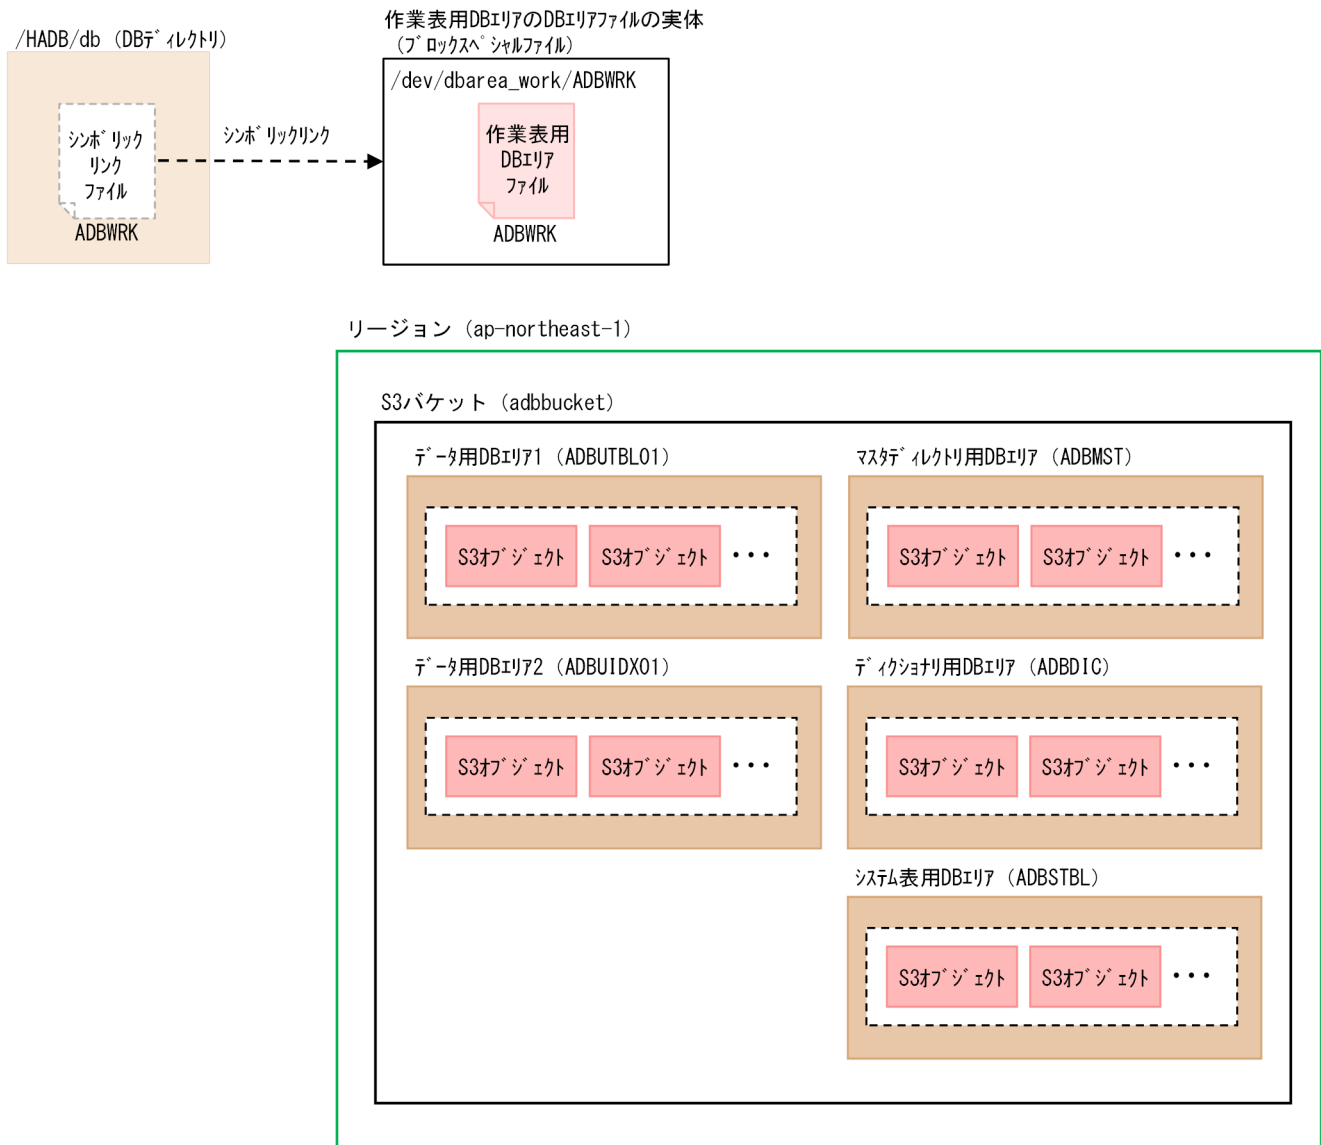 作業表用DBエリアのDBエリアファイルの実体
(ブロックスペシャルファイル)
/HADB/db (DBディレクトリ)
/dev/dbarea_work/ADBWRK
シンボリック
リンク
ファイル
ADBWRK
シンボリックリンク
作業表用
DBエリア
ファイル
ADBWRK
リージョン (ap-northeast-1)
S3バケット (adbbucket)
データ用DBエリア1 (ADBUTBL01)
S3オブジェクト S3オブジェクト ・・・
マスタディレクトリ用DBエリア (ADBMST)
S3オブジェクト S3オブジェクト ・・・
データ用DBエリア2 (ADBUIDX01)
S3オブジェクト S3オブジェクト ・・・
ディクショナリ用DBエリア (ADBDIC)
S3オブジェクト S3オブジェクト ・・・
システム表用DBエリア (ADBSTBL)
S3オブジェクト S3オブジェクト ・・・